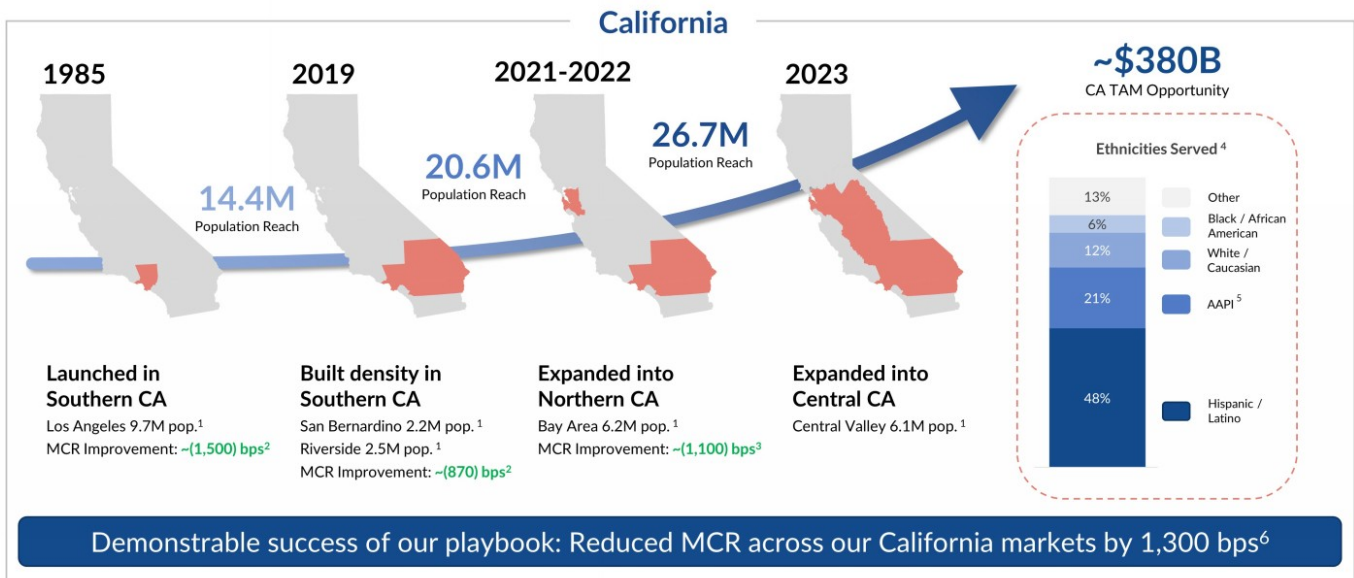 California
1985
2019
2021-2022
2023
14.4M
Population Reach
20.6M
Population Reach
26.7M
Population Reach
~$380B
CA TAM Opportunity
Launched in
Southern CA
Los Angeles 9.7M pop.¹
MCR Improvement: ~(1,500) bps²
Built density in
Southern CA
San Bernardino 2.2M pop. ¹
Riverside 2.5M pop. ¹
MCR Improvement: ~(870) bps²
Expanded into
Northern CA
Bay Area 6.2M pop. ¹
MCR Improvement: ~(1,100) bps³
Expanded into
Central CA
Central Valley 6.1M pop. ¹
Ethnicities Served ⁴
13%
Other
6%
Black / African
American
12%
White /
Caucasian
21%
AAPI ⁵
48%
Hispanic /
Latino
Demonstrable success of our playbook: Reduced MCR across our California markets by 1,300 bps⁶